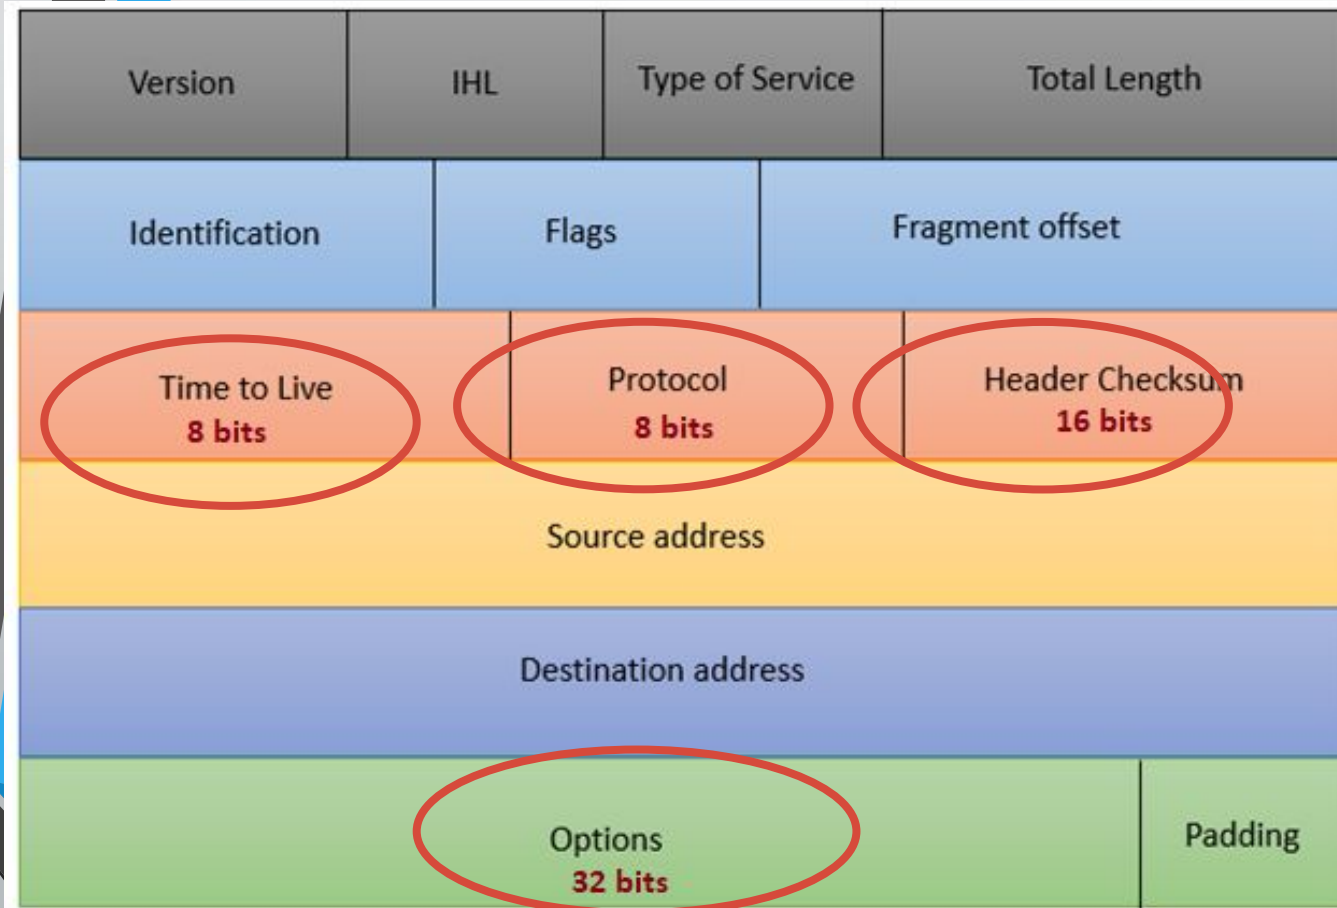 Version IHL Type of Service Total Length
Identification Flags Fragment offset
Time to Live Protocol Header Checksum
8 bits 8 bits 16 bits
Source address
Destination address
Options Padding
32 bits